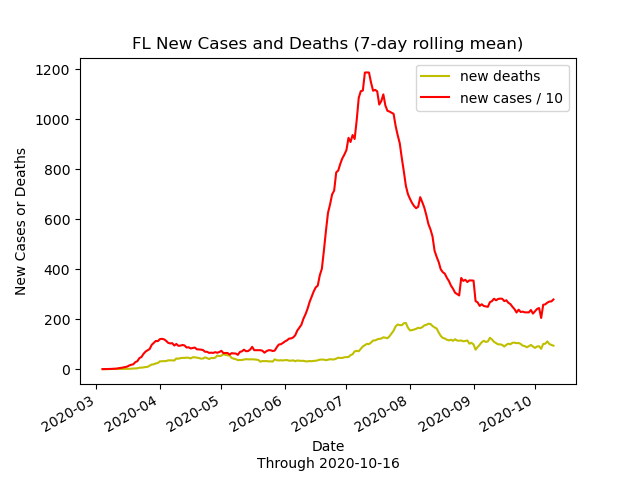 FL New Cases and Deaths (7-day rolling mean)
new deaths
new cases / 10
New Cases or Deaths
1200
1000
800
600
400
200
0
2020-03
2020-04
2020-05
2020-06
2020-07
2020-08
2020-09
2020-10
Date
Through 2020-10-16